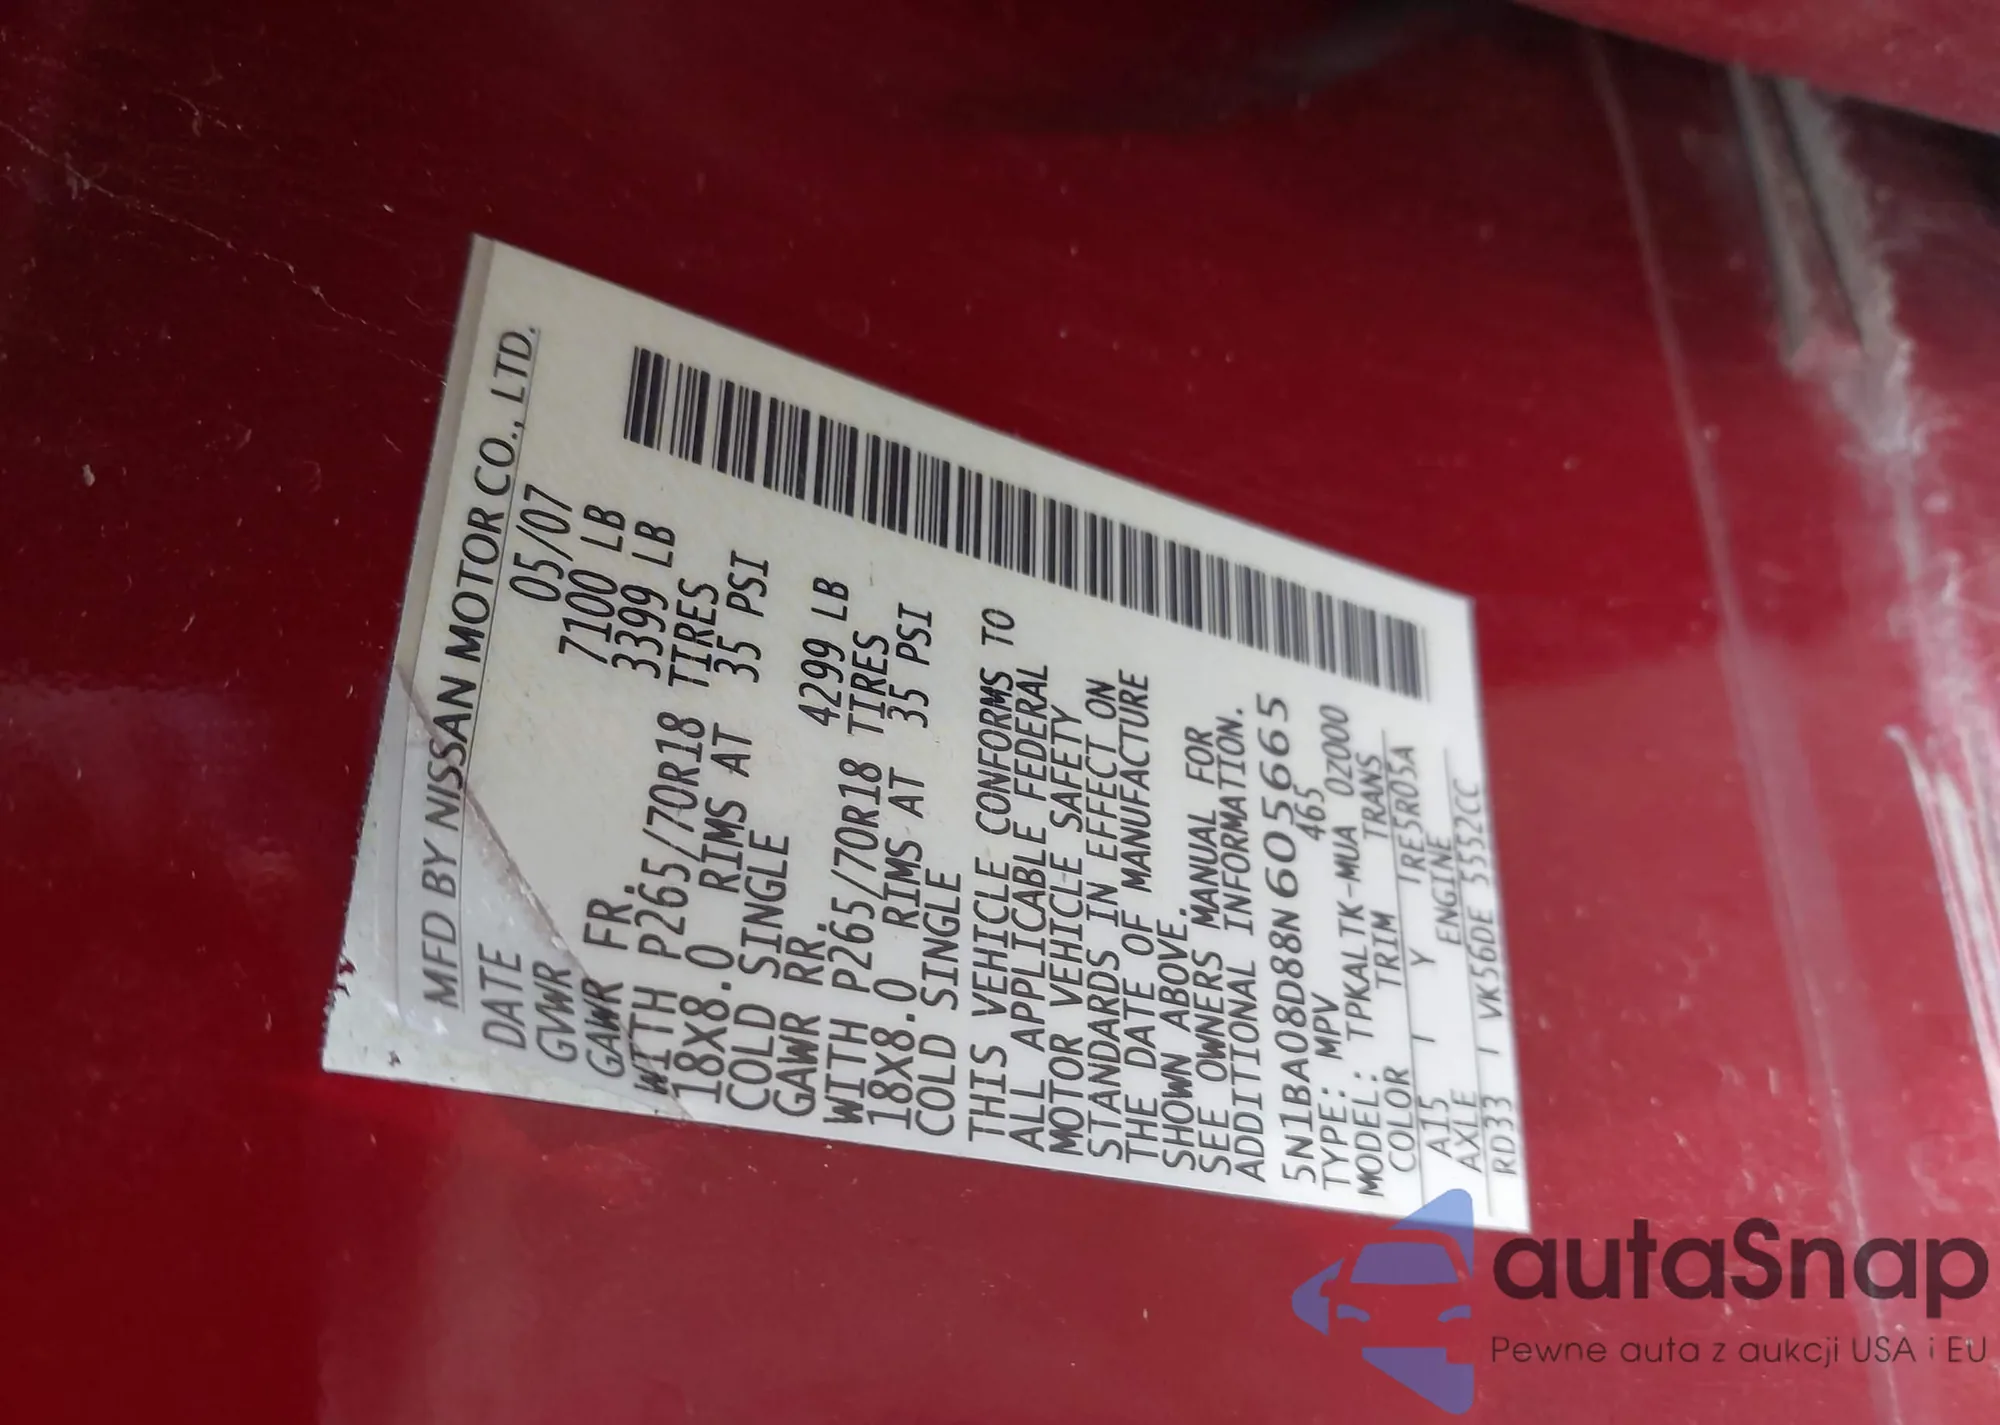 MFD BY NISSAN MOTOR CO., LTD.
DATE 05/07
GVWR 7100 LB
GAWR FR. 3399 LB
WITH P265/70R18 TIRES
18X8.0 RIMS AT 35 PSI
COLD SINGLE
GAWR RR. 4299 LB
WITH P265/70R18 TIRES
18X8.0 RIMS AT 35 PSI
COLD SINGLE
THIS VEHICLE CONFORMS TO
ALL APPLICABLE FEDERAL
MOTOR VEHICLE SAFETY
STANDARDS IN EFFECT ON
THE DATE OF MANUFACTURE
SHOWN ABOVE.
SEE OWNERS MANUAL FOR
ADDITIONAL INFORMATION.
5N1BA08D88N605665
TYPE: MPV 465
MODEL: TPKALTK-MUA 0Z000
COLOR TRIM TRANS
A15 Y RE5R05A
AXLE ENGINE
RD33 VK56DE 5552CC
autaSnap
Pewne auta z aukcji USA i EU